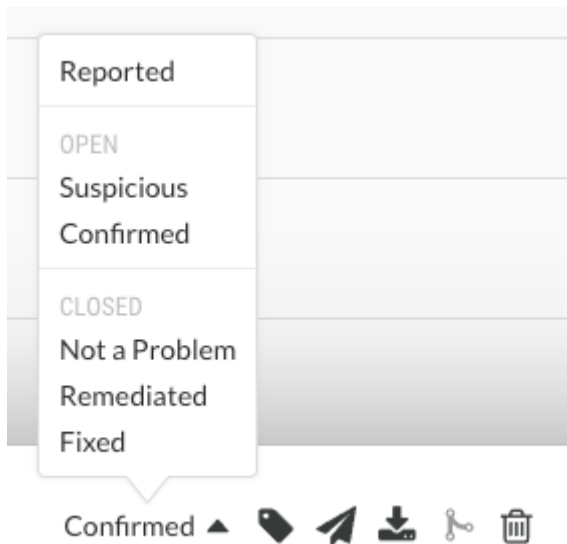 Reported
OPEN
Suspicious
Confirmed
CLOSED
Not a Problem
Remediated
Fixed
Confirmed